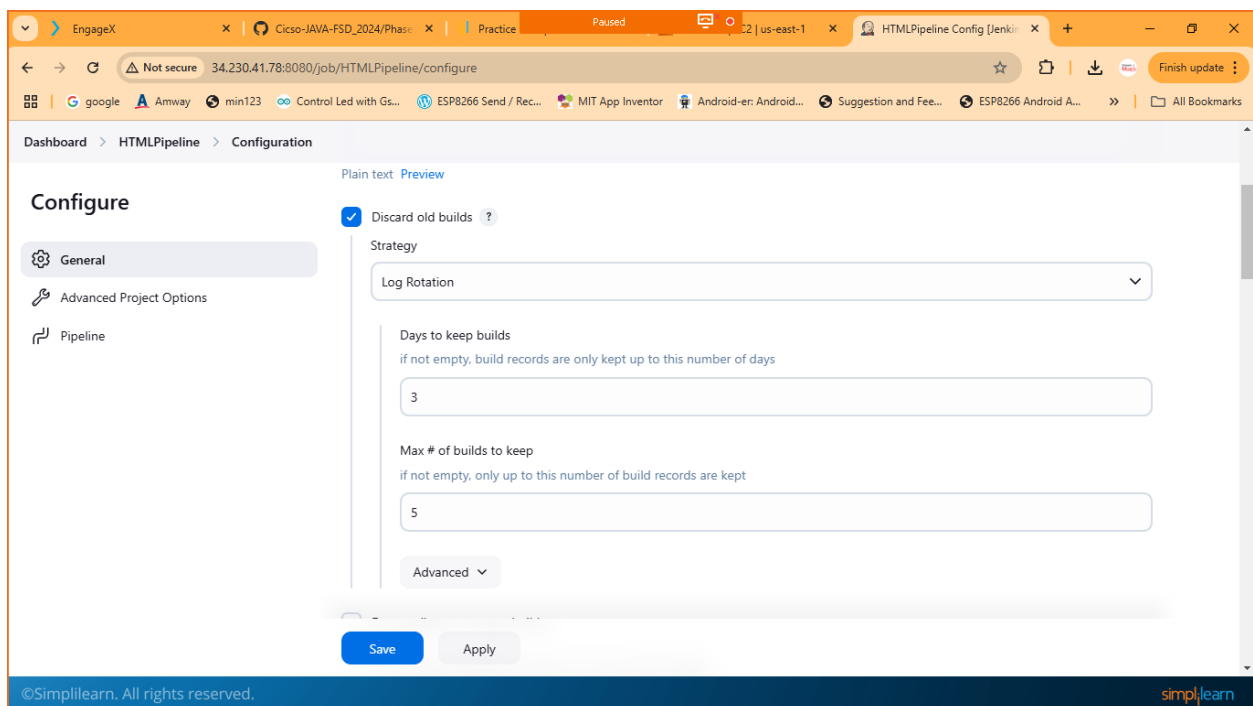 Paused
EngageX
Cicso-JAVA-FSD_2024/Phase
Practice
C2 | us-east-1
HTMLPipeline Config [Jenkin
Not secure 34.230.41.78:8080/job/HTMLPipeline/configure
Finish update
google
Amway
min123
Control Led with Gs...
ESP8266 Send / Rec...
MIT App Inventor
Android-er: Android...
Suggestion and Fee...
ESP8266 Android A...
All Bookmarks
Dashboard > HTMLPipeline > Configuration
Configure
General
Advanced Project Options
Pipeline
Plain text Preview
Discard old builds ?
Strategy
Log Rotation
Days to keep builds
if not empty, build records are only kept up to this number of days
3
Max # of builds to keep
if not empty, only up to this number of build records are kept
5
Advanced
Save
Apply
©Simplilearn. All rights reserved.
simplilearn